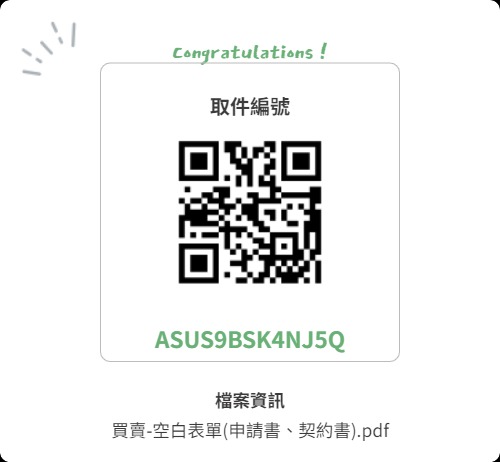 Congratulations!
取件編號
ASUS9BSK4NJ5Q
檔案資訊
買賣-空白表單(申請書、契約書).pdf